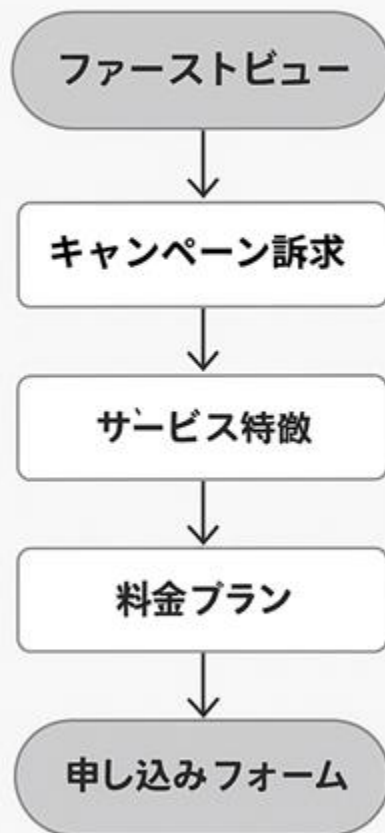 ファーストビュー
キャンペーン訴求
サービス特徴
料金プラン
申し込みフォーム